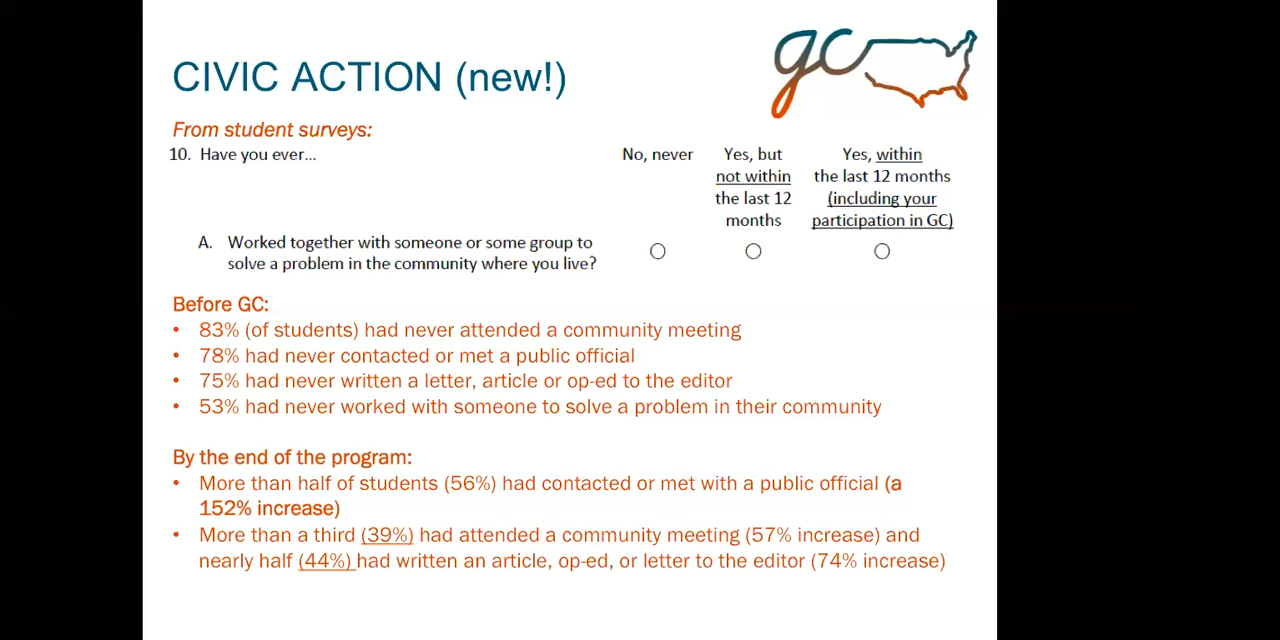 gc
CIVIC ACTION (new!)
From student surveys:
10. Have you ever...
No, never
Yes, but
not within
the last 12
months
Yes, within
the last 12 months
(including your
participation in GC)
A. Worked together with someone or some group to
solve a problem in the community where you live?
Before GC:
• 83% (of students) had never attended a community meeting
• 78% had never contacted or met a public official
• 75% had never written a letter, article or op-ed to the editor
• 53% had never worked with someone to solve a problem in their community
By the end of the program:
• More than half of students (56%) had contacted or met with a public official (a
152% increase)
• More than a third (39%) had attended a community meeting (57% increase) and
nearly half (44%) had written an article, op-ed, or letter to the editor (74% increase)